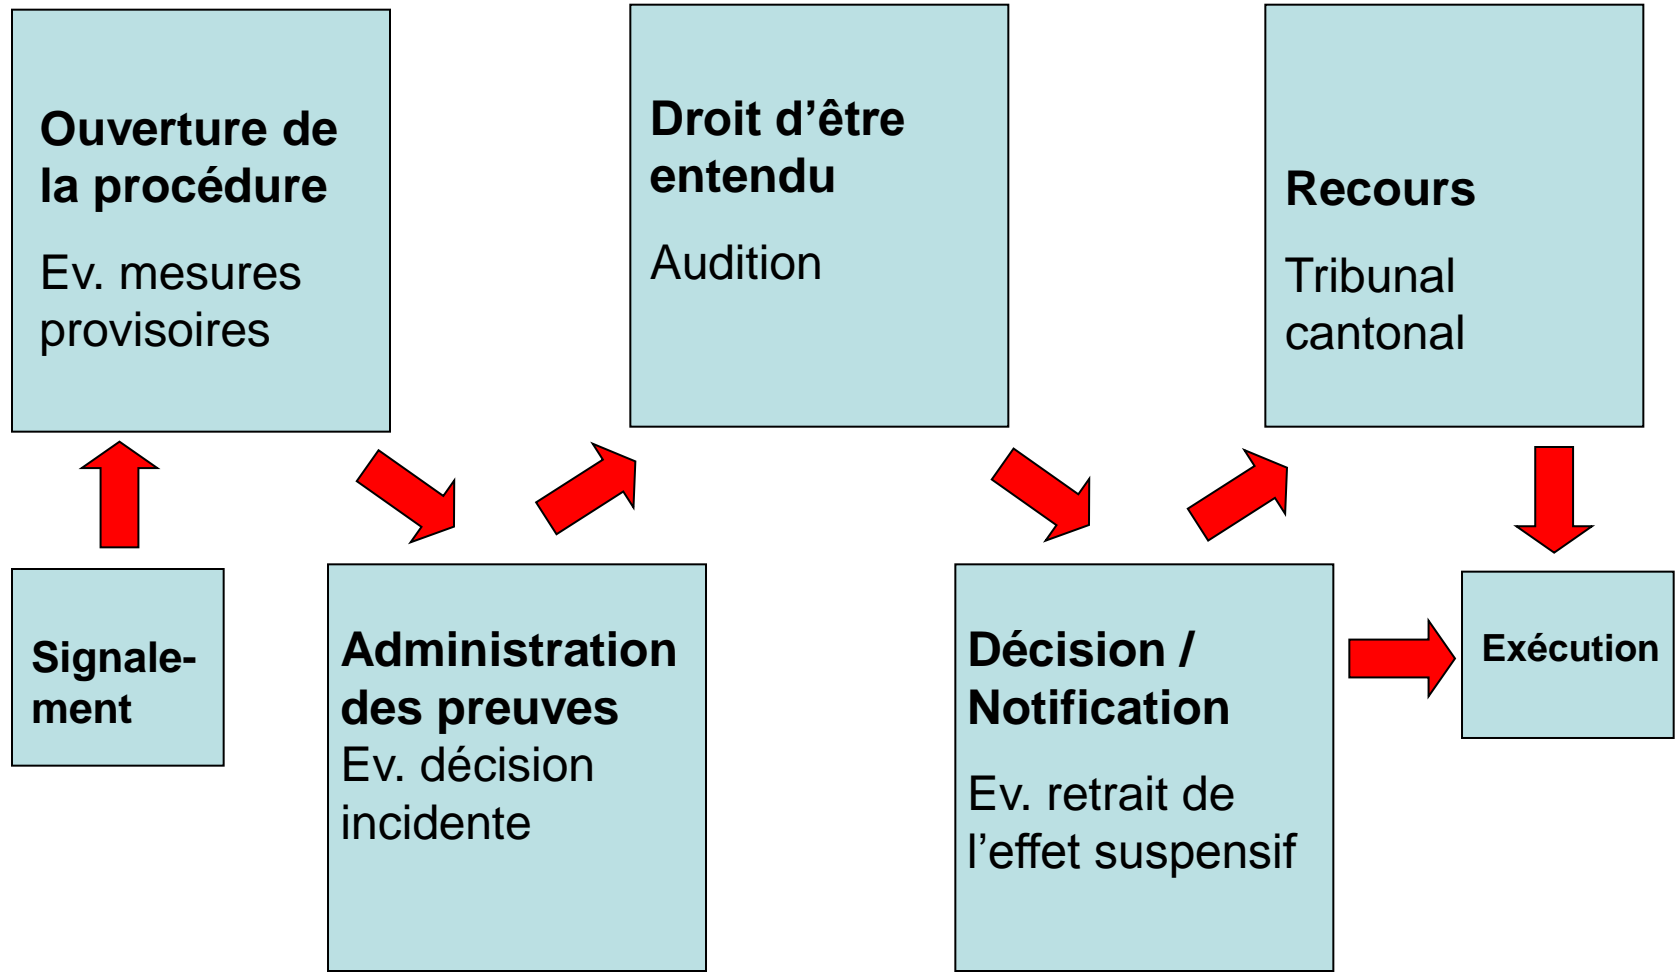 Ouverture de
la procédure
Ev. mesures
provisoires
Droit d’être
entendu
Audition
Recours
Tribunal
cantonal
Signale-
ment
Administration
des preuves
Ev. décision
incidente
Décision /
Notification
Ev. retrait de
l’effet suspensif
Exécution